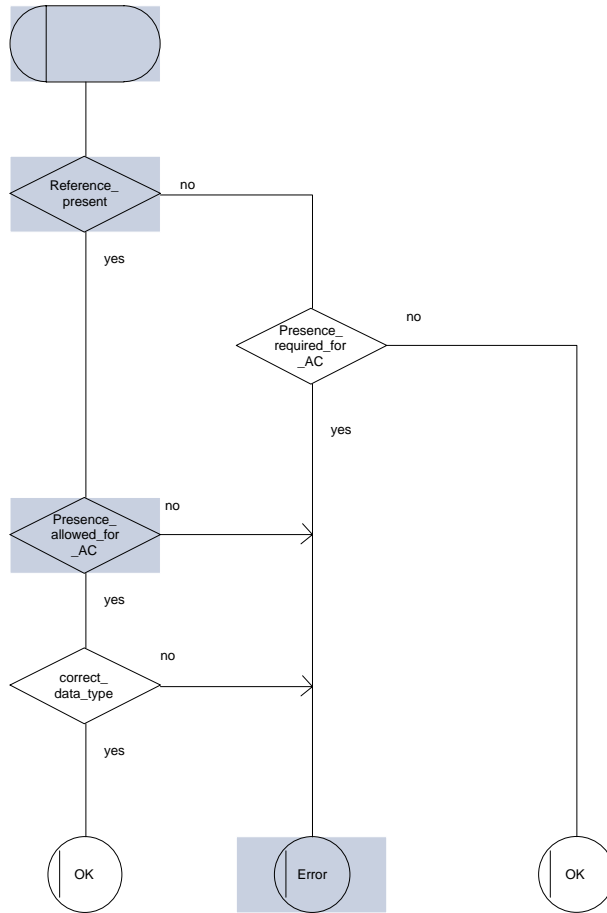 Reference_
present
no
yes
Presence_
required_for
_AC
no
yes
Presence_
allowed_for
_AC
no
yes
correct_
data_type
no
yes
OK
Error
OK